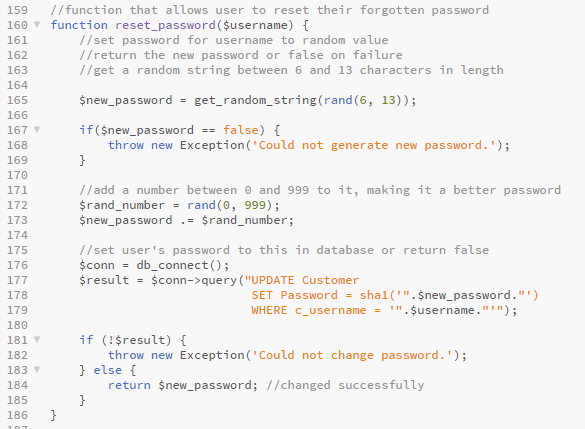 159 //function that allows user to reset their forgotten password
160 function reset_password($username) {
161 //set password for username to random value
162 //return the new password or false on failure
163 //get a random string between 6 and 13 characters in length
164
165 $new_password = get_random_string(rand(6, 13));
166
167 if($new_password == false) {
168 throw new Exception('Could not generate new password.');
169 }
170
171 //add a number between 0 and 999 to it, making it a better password
172 $rand_number = rand(0, 999);
173 $new_password .= $rand_number;
174
175 //set user's password to this in database or return false
176 $conn = db_connect();
177 $result = $conn->query("UPDATE Customer
178 SET Password = sha1('".$new_password."')
179 WHERE c_username = '".$username."'");
180
181 if (!$result) {
182 throw new Exception('Could not change password.');
183 } else {
184 return $new_password; //changed successfully
185 }
186 }